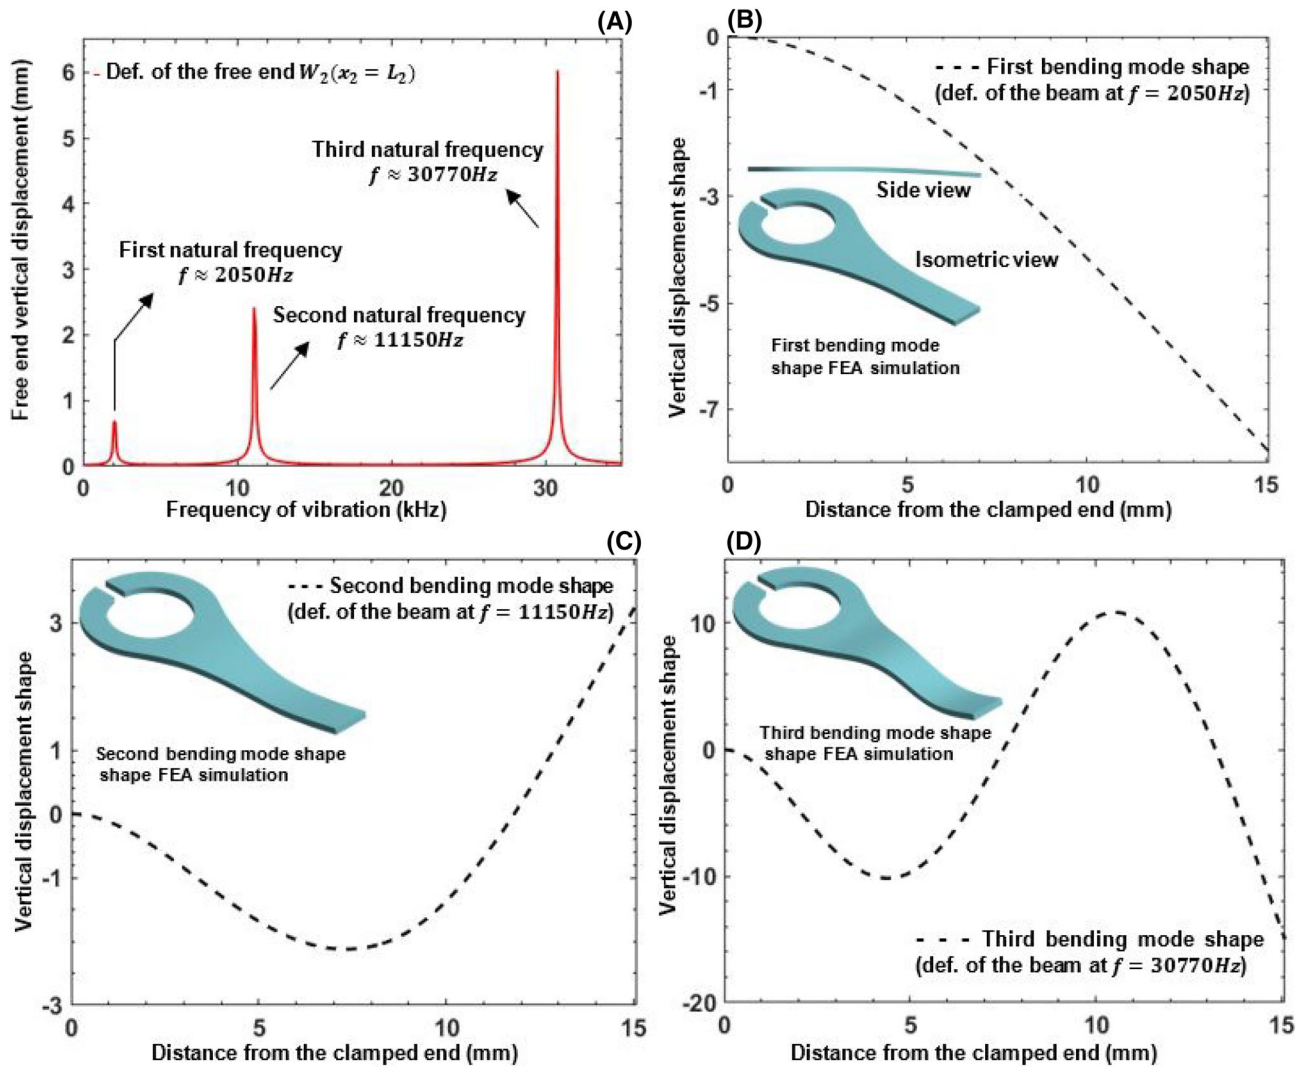 (A)
Def. of the free end W₂(x₂ = L₂)
Third natural frequency
f ≈ 30770Hz
First natural frequency
f ≈ 2050Hz
Second natural frequency
f ≈ 11150Hz
Free end vertical displacement (mm)
6
5
4
3
2
1
0
0
10
20
30
Frequency of vibration (kHz)
(B)
First bending mode shape
(def. of the beam at f = 2050Hz)
Side view
Isometric view
First bending mode
shape FEA simulation
Vertical displacement shape
0
-1
-3
-5
-7
0
5
10
15
Distance from the clamped end (mm)
(C)
Second bending mode shape
(def. of the beam at f = 11150Hz)
Second bending mode shape
shape FEA simulation
Vertical displacement shape
3
1
0
-1
-3
0
5
10
15
Distance from the clamped end (mm)
(D)
Third bending mode shape
shape FEA simulation
Third bending mode shape
(def. of the beam at f = 30770Hz)
Vertical displacement shape
10
0
-10
-20
0
5
10
15
Distance from the clamped end (mm)